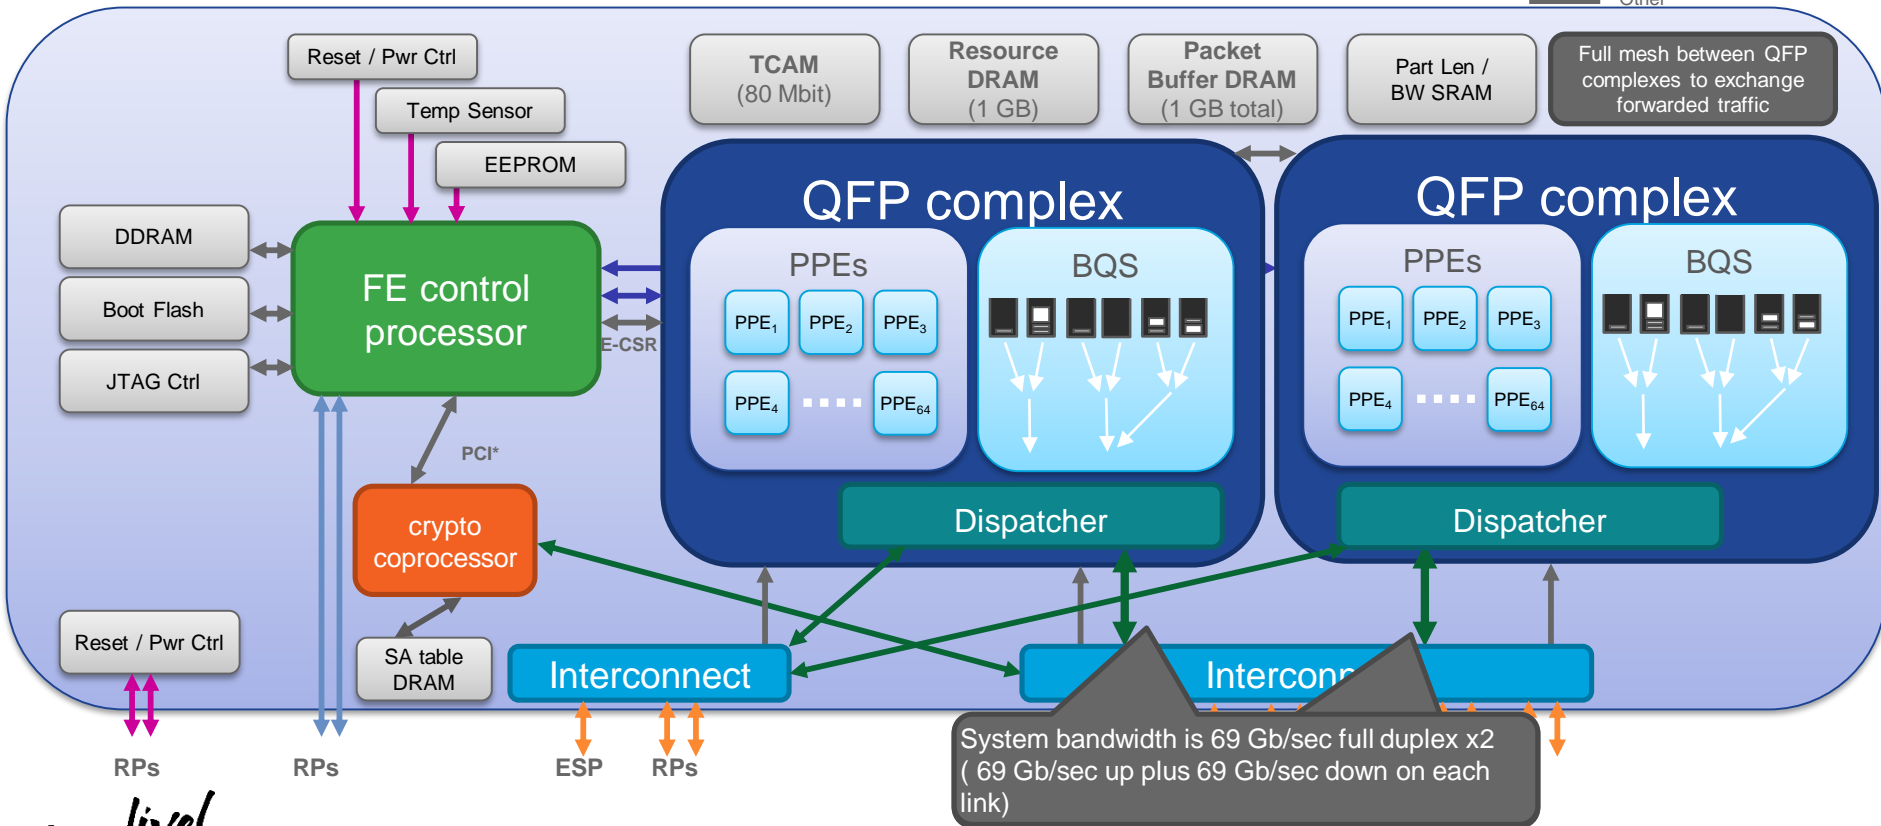 Other
Reset / Pwr Ctrl
Temp Sensor
EEPROM
TCAM
(80 Mbit)
Resource
DRAM
(1 GB)
Packet
Buffer DRAM
(1 GB total)
Part Len /
BW SRAM
Full mesh between QFP
complexes to exchange
forwarded traffic
DDRAM
Boot Flash
JTAG Ctrl
FE control
processor
E-CSR
PCI*
crypto
coprocessor
SA table
DRAM
Reset / Pwr Ctrl
QFP complex
PPEs
PPE1
PPE2
PPE3
PPE4
PPE64
BQS
Dispatcher
QFP complex
PPEs
PPE1
PPE2
PPE3
PPE4
PPE64
BQS
Dispatcher
Interconnect
Interconn
System bandwidth is 69 Gb/sec full duplex x2
( 69 Gb/sec up plus 69 Gb/sec down on each
link)
RPs
RPs
ESP
RPs
live!